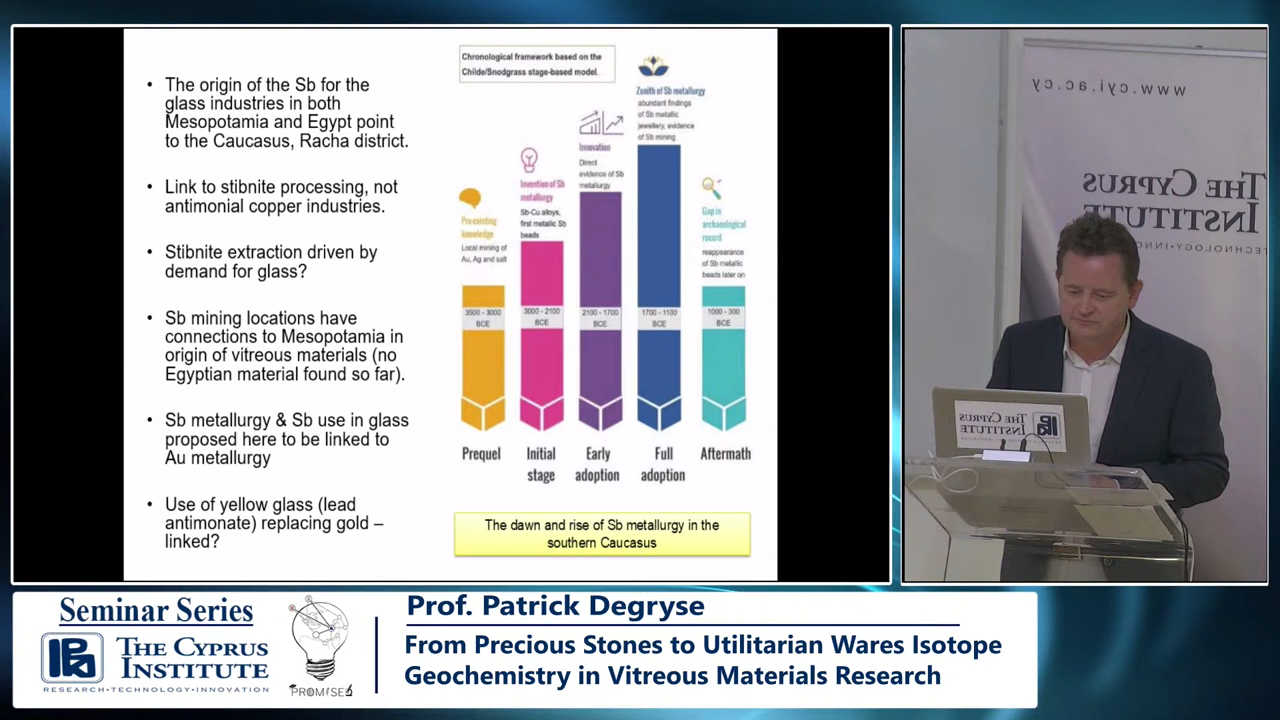 • The origin of the Sb for the
glass industries in both
Mesopotamia and Egypt point
to the Caucasus, Racha district.
• Link to stibnite processing, not
antimonial copper industries.
• Stibnite extraction driven by
demand for glass?
• Sb mining locations have
connections to Mesopotamia in
origin of vitreous materials (no
Egyptian material found so far).
• Sb metallurgy & Sb use in glass
proposed here to be linked to
Au metallurgy
• Use of yellow glass (lead
antimonate) replacing gold –
linked?
Chronological framework based on the
Childe/Snodgrass stage-based model.
Pre-existing
knowledge
Local mining of
Au, Ag and salt
3500 - 3000
BCE
Prequel
Invention of Sb
metallurgy
Sb-Cu alloys,
first metallic Sb
beads
3000 - 2100
BCE
Initial
stage
Innovation
Direct
evidence of Sb
metallurgy
2100 - 1700
BCE
Early
adoption
Zenith of Sb metallurgy
abundant findings
of Sb metallic
jewellery, evidence
of Sb mining
1700 - 1100
BCE
Full
adoption
Gap in
archaeological
record
reappearance
of Sb metallic
beads later on
1000 - 300
BCE
Aftermath
The dawn and rise of Sb metallurgy in the
southern Caucasus
www.cyi.ac.cy
THE CYPRUS
INSTITUTE
TECHNOLOGY•INNO
THE CYPRUS
INSTITUTE
Seminar Series
THE CYPRUS
INSTITUTE
RESEARCH•TECHNOLOGY•INNOVATION
PROMISE
Prof. Patrick Degryse
From Precious Stones to Utilitarian Wares Isotope
Geochemistry in Vitreous Materials Research